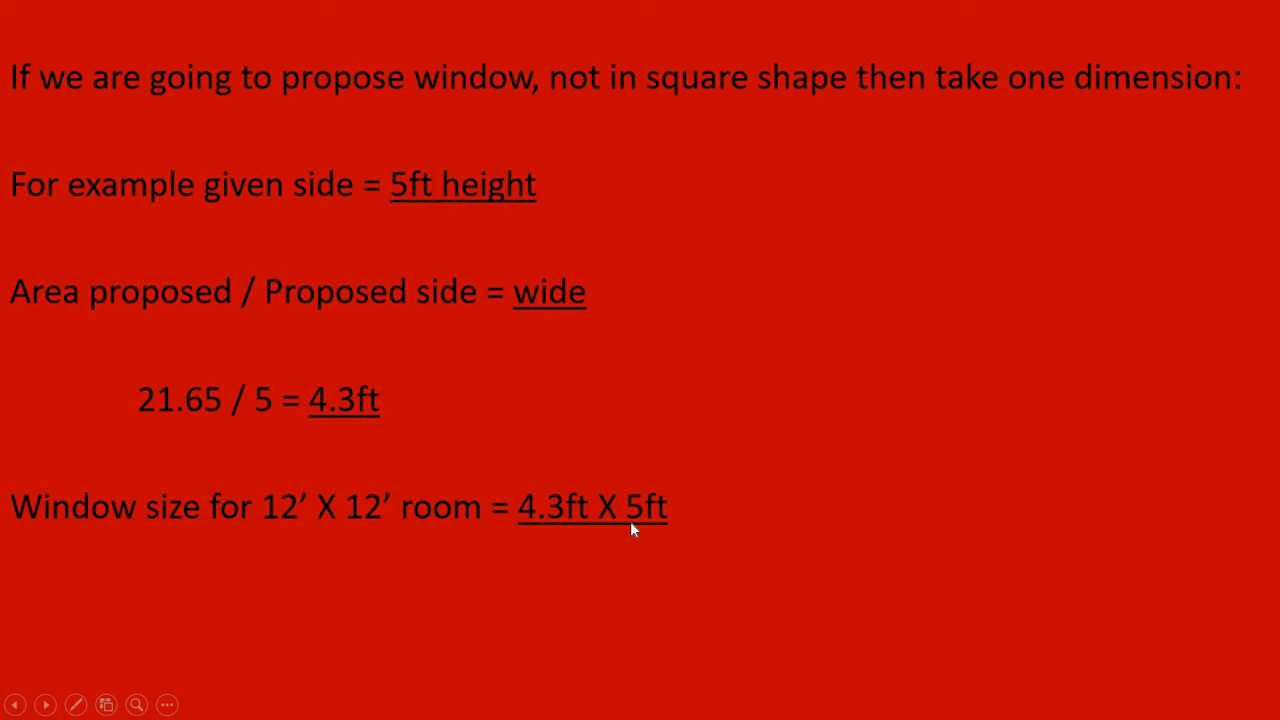 If we are going to propose window, not in square shape then take one dimension:
For example given side = 5ft height
Area proposed / Proposed side = wide
21.65 / 5 = 4.3ft
Window size for 12’ X 12’ room = 4.3ft X 5ft